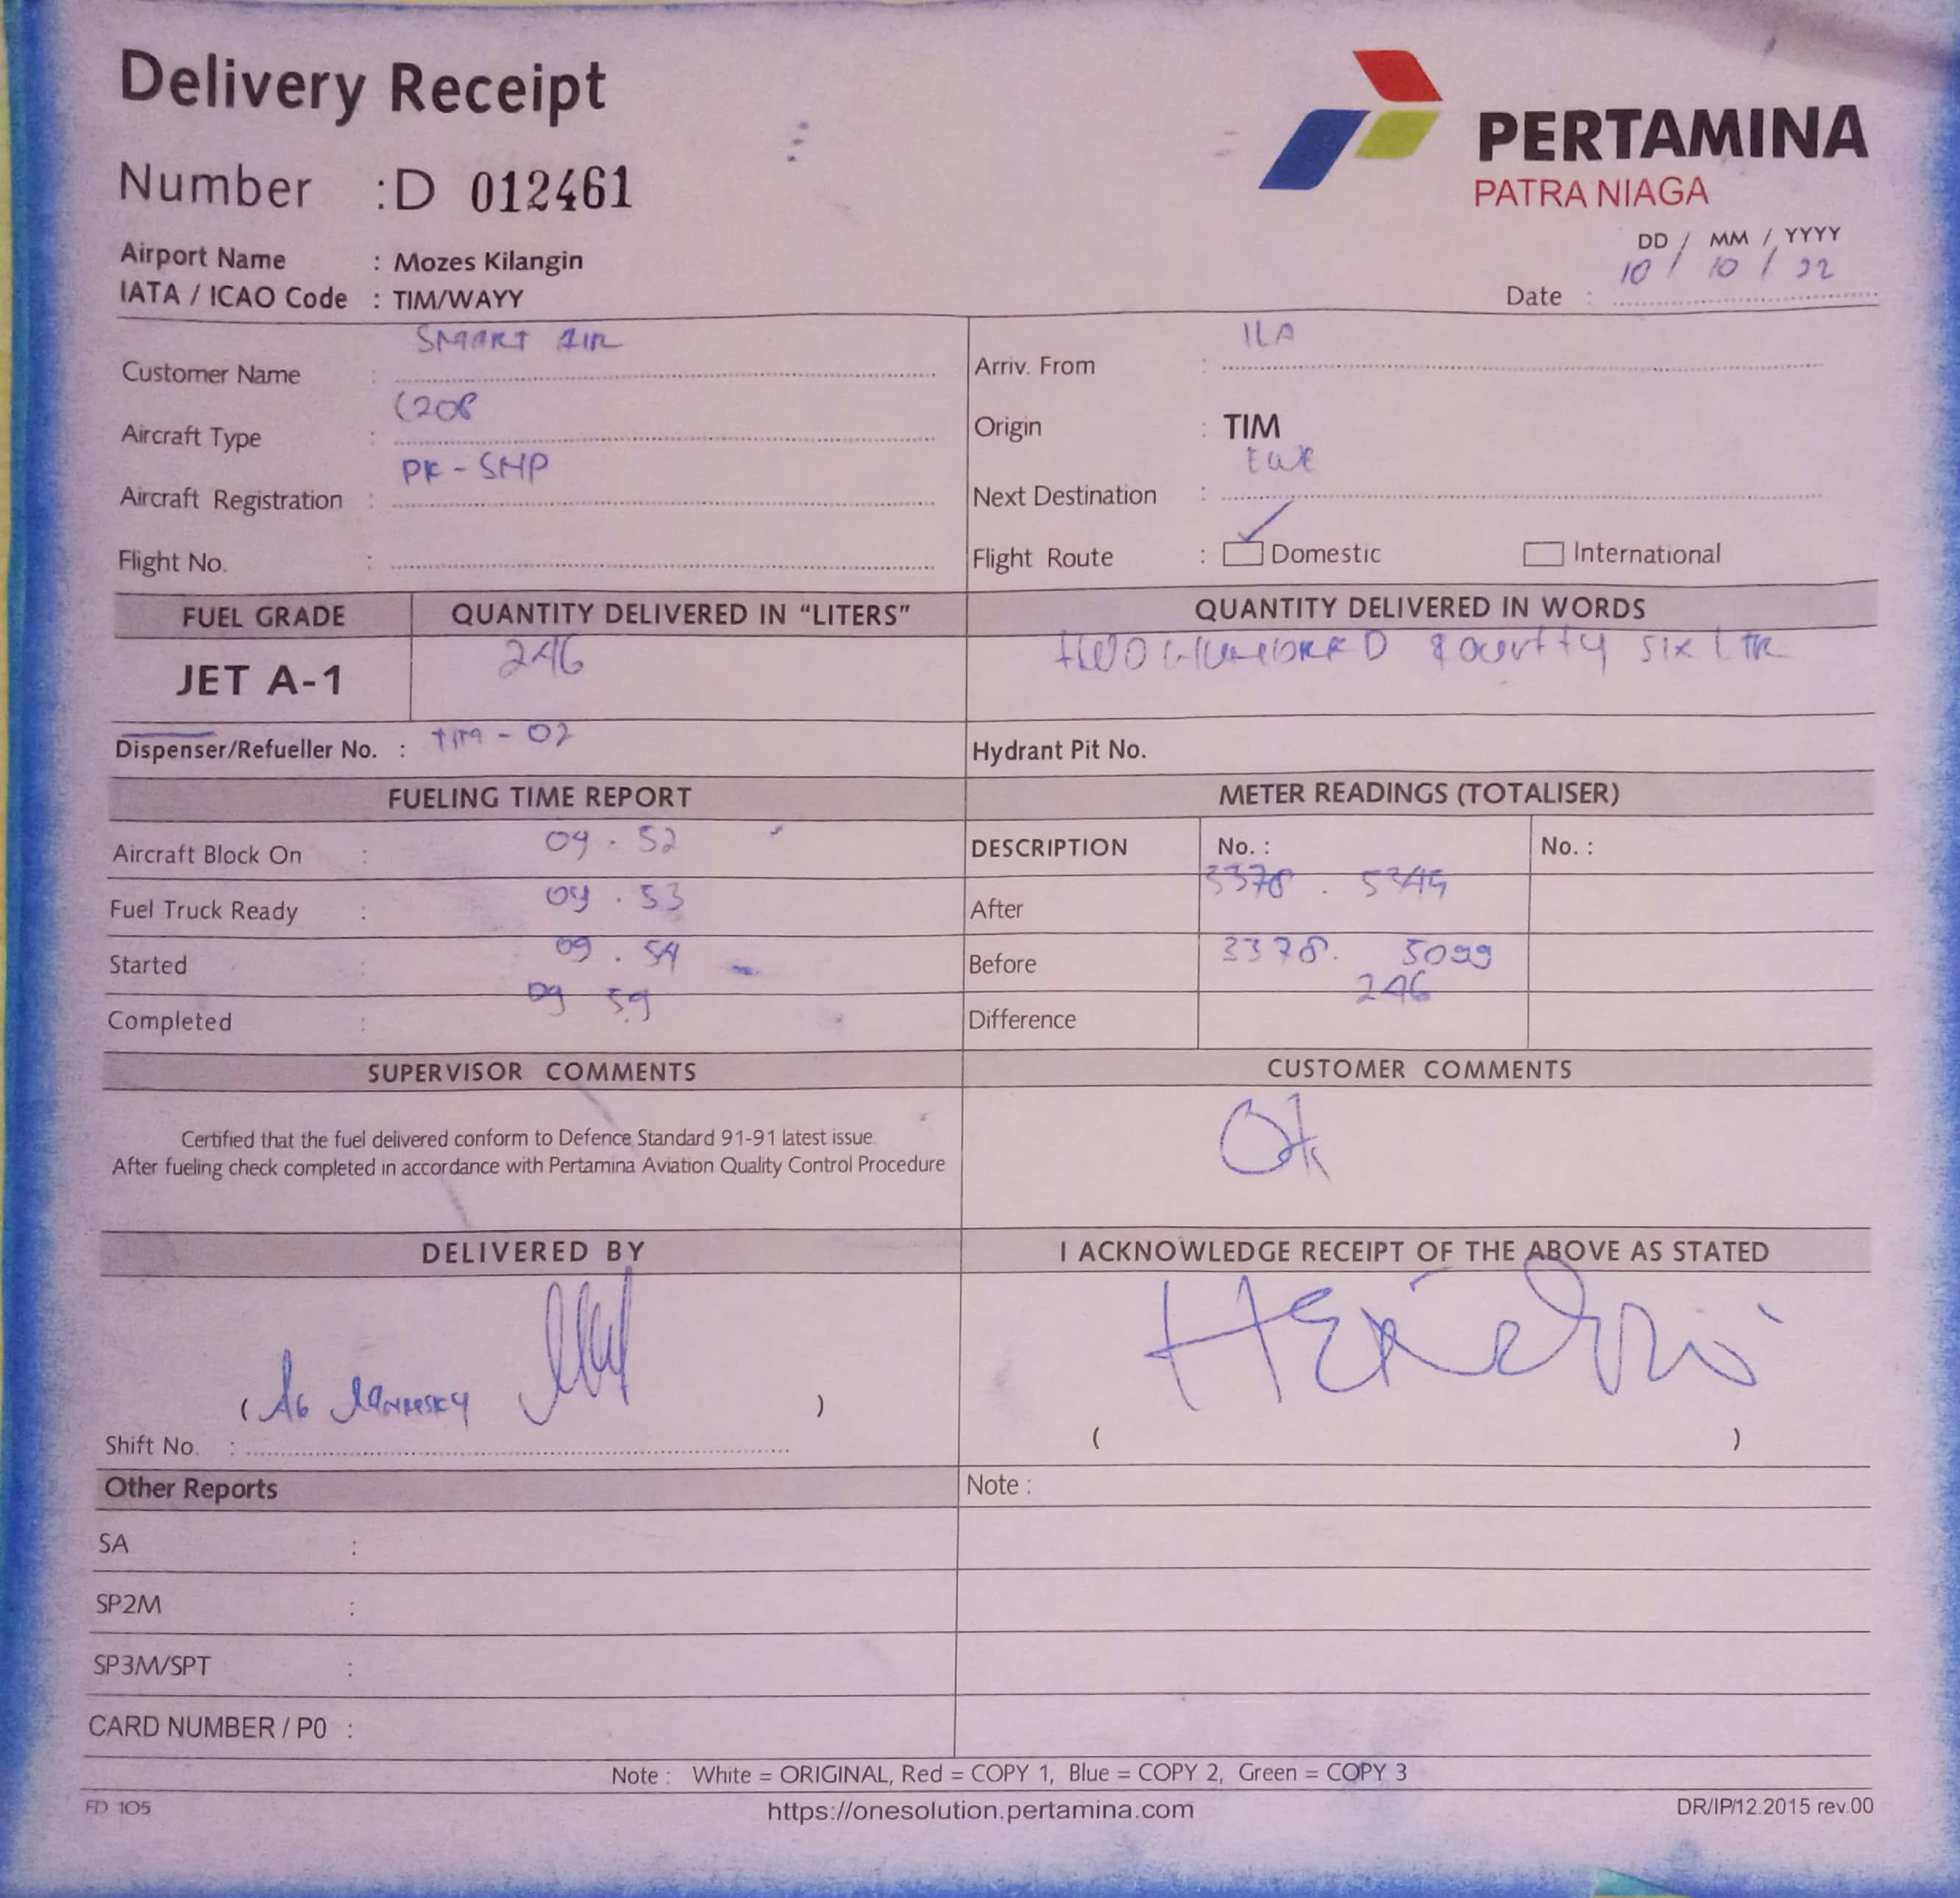 Delivery Receipt
Number : D 012461
PERTAMINA
PATRA NIAGA
Airport Name : Mozes Kilangin
IATA / ICAO Code : TIM/WAYY
DD / MM / YYYY
Date : 10 / 10 / 22
Customer Name : SMART AIR
Arriv. From : ILA
Aircraft Type : C208
Origin : TIM
Aircraft Registration : PK - SNP
Next Destination : EWE
Flight No. :
Flight Route : Domestic International
FUEL GRADE QUANTITY DELIVERED IN "LITERS" QUANTITY DELIVERED IN WORDS
JET A-1 246 six LTR
Dispenser/Refueller No. : TIM - 02 Hydrant Pit No.
FUELING TIME REPORT METER READINGS (TOTALISER)
Aircraft Block On : 09 . 52 DESCRIPTION No. : No. :
Fuel Truck Ready : 09 . 53 After 3378 . 5345
Started : 09 . 54 Before 3378. 5099
Completed : 09 59 Difference 246
SUPERVISOR COMMENTS CUSTOMER COMMENTS
Certified that the fuel delivered conform to Defence Standard 91-91 latest issue
After fueling check completed in accordance with Pertamina Aviation Quality Control Procedure
Ok
DELIVERED BY I ACKNOWLEDGE RECEIPT OF THE ABOVE AS STATED
( )
Shift No. : ( )
Other Reports Note :
SA :
SP2M :
SP3M/SPT :
CARD NUMBER / P0 :
Note : White = ORIGINAL, Red = COPY 1, Blue = COPY 2, Green = COPY 3
FD 105 https://onesolution.pertamina.com DR/IP/12.2015 rev.00